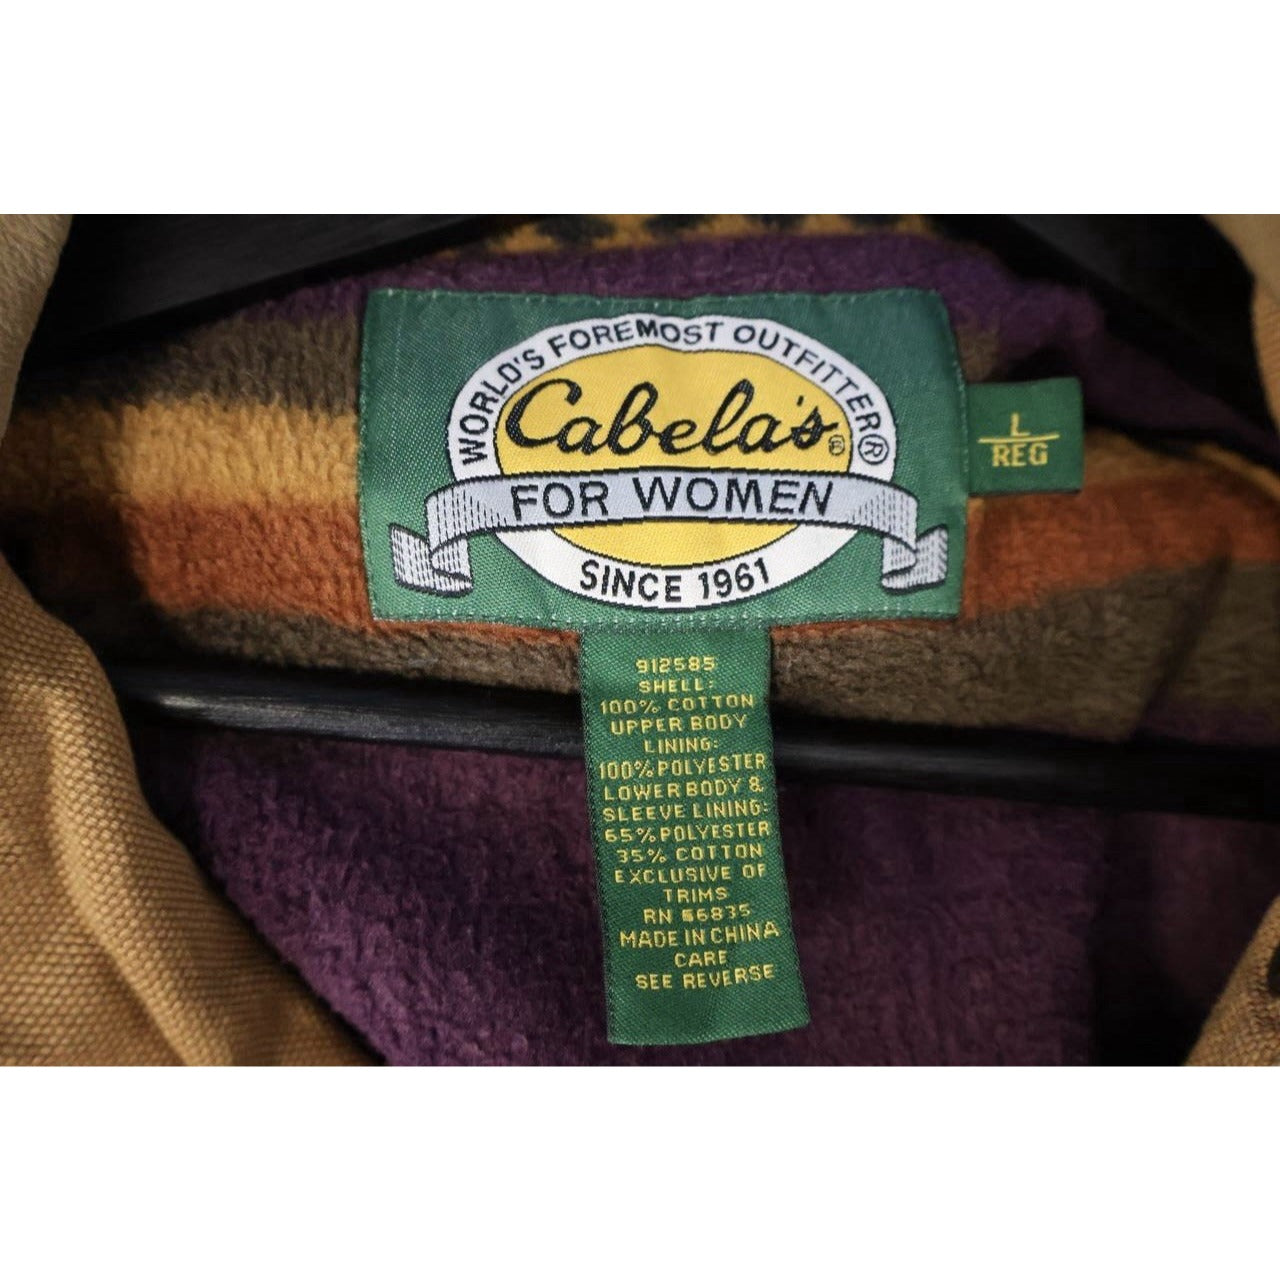 WORLD'S FOREMOST OUTFITTER®
Cabela's®
FOR WOMEN
SINCE 1961
L
REG
912585
SHELL:
100% COTTON
UPPER BODY
LINING:
100% POLYESTER
LOWER BODY &
SLEEVE LINING:
65% POLYESTER
35% COTTON
EXCLUSIVE OF
TRIMS
RN 56835
MADE IN CHINA
CARE
SEE REVERSE